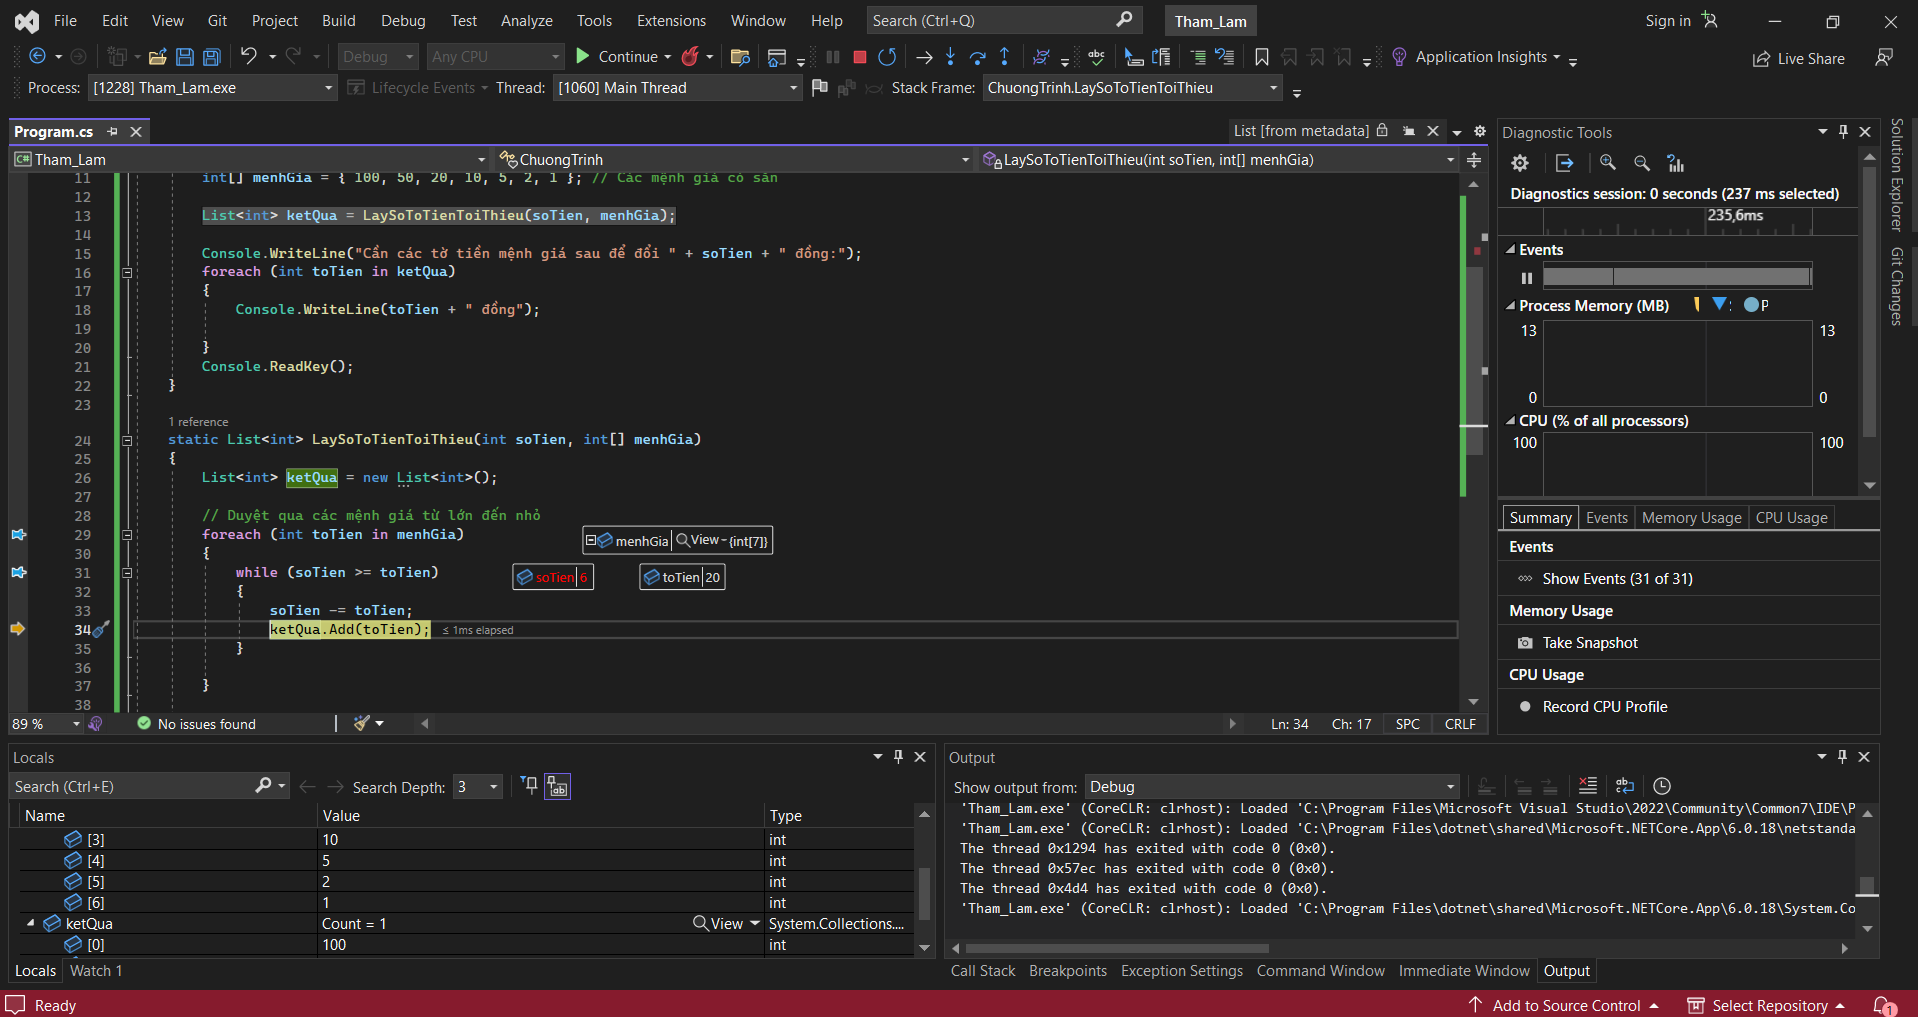 File Edit View Git Project Build Debug Test Analyze Tools Extensions Window Help Search (Ctrl+Q) Tham_Lam Sign in
Debug Any CPU Continue Application Insights Live Share
Process: [1228] Tham_Lam.exe Lifecycle Events Thread: [1060] Main Thread Stack Frame: ChuongTrinh.LaySoToTienToiThieu
Program.cs List [from metadata]
Tham_Lam ChuongTrinh LaySoToTienToiThieu(int soTien, int[] menhGia)
11 int[] menhGia = { 100, 50, 20, 10, 5, 2, 1 }; // Các mệnh giá có sẵn
12
13 List<int> ketQua = LaySoToTienToiThieu(soTien, menhGia);
14
15 Console.WriteLine("Cần các tờ tiền mệnh giá sau để đổi " + soTien + " đồng:");
16 foreach (int toTien in ketQua)
17 {
18 Console.WriteLine(toTien + " đồng");
19
20 }
21 Console.ReadKey();
22 }
23
1 reference
24 static List<int> LaySoToTienToiThieu(int soTien, int[] menhGia)
25 {
26 List<int> ketQua = new List<int>();
27
28 // Duyệt qua các mệnh giá từ lớn đến nhỏ
29 foreach (int toTien in menhGia) menhGia View {int[7]}
30 {
31 while (soTien >= toTien) soTien 6 toTien 20
32 {
33 soTien -= toTien;
34 ketQua.Add(toTien); ≤ 1ms elapsed
35 }
36
37 }
38
89 % No issues found Ln: 34 Ch: 17 SPC CRLF
Diagnostic Tools
Diagnostics session: 0 seconds (237 ms selected)
235,6ms
Events
Process Memory (MB) P
13 13
0 0
CPU (% of all processors)
100 100
Summary Events Memory Usage CPU Usage
Events
Show Events (31 of 31)
Memory Usage
Take Snapshot
CPU Usage
Record CPU Profile
Solution Explorer
Git Changes
Locals
Search (Ctrl+E) Search Depth: 3
Name Value Type
[3] 10 int
[4] 5 int
[5] 2 int
[6] 1 int
ketQua Count = 1 View System.Collections....
[0] 100 int
Locals Watch 1
Output
Show output from: Debug
'Tham_Lam.exe' (CoreCLR: clrhost): Loaded 'C:\Program Files\Microsoft Visual Studio\2022\Community\Common7\IDE\P
'Tham_Lam.exe' (CoreCLR: clrhost): Loaded 'C:\Program Files\dotnet\shared\Microsoft.NETCore.App\6.0.18\netstanda
The thread 0x1294 has exited with code 0 (0x0).
The thread 0x57ec has exited with code 0 (0x0).
The thread 0x4d4 has exited with code 0 (0x0).
'Tham_Lam.exe' (CoreCLR: clrhost): Loaded 'C:\Program Files\dotnet\shared\Microsoft.NETCore.App\6.0.18\System.Co
Call Stack Breakpoints Exception Settings Command Window Immediate Window Output
Ready Add to Source Control Select Repository 1